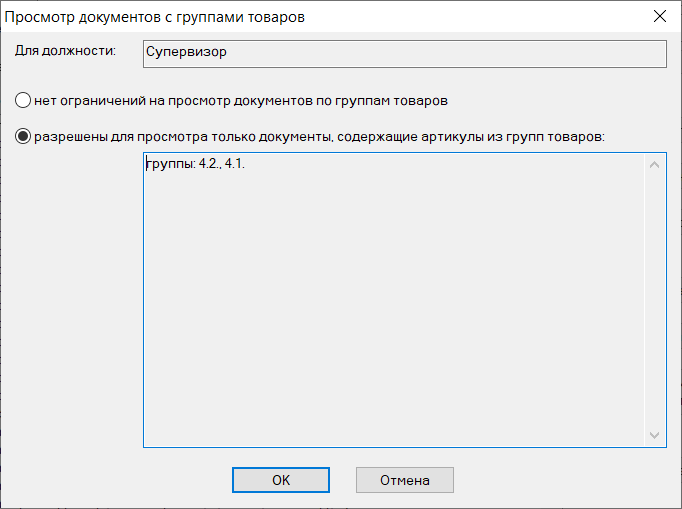 Просмотр документов с группами товаров
Для должности: Супервизор
нет ограничений на просмотр документов по группам товаров
разрешены для просмотра только документы, содержащие артикулы из групп товаров:
группы: 4.2., 4.1.
OK Отмена